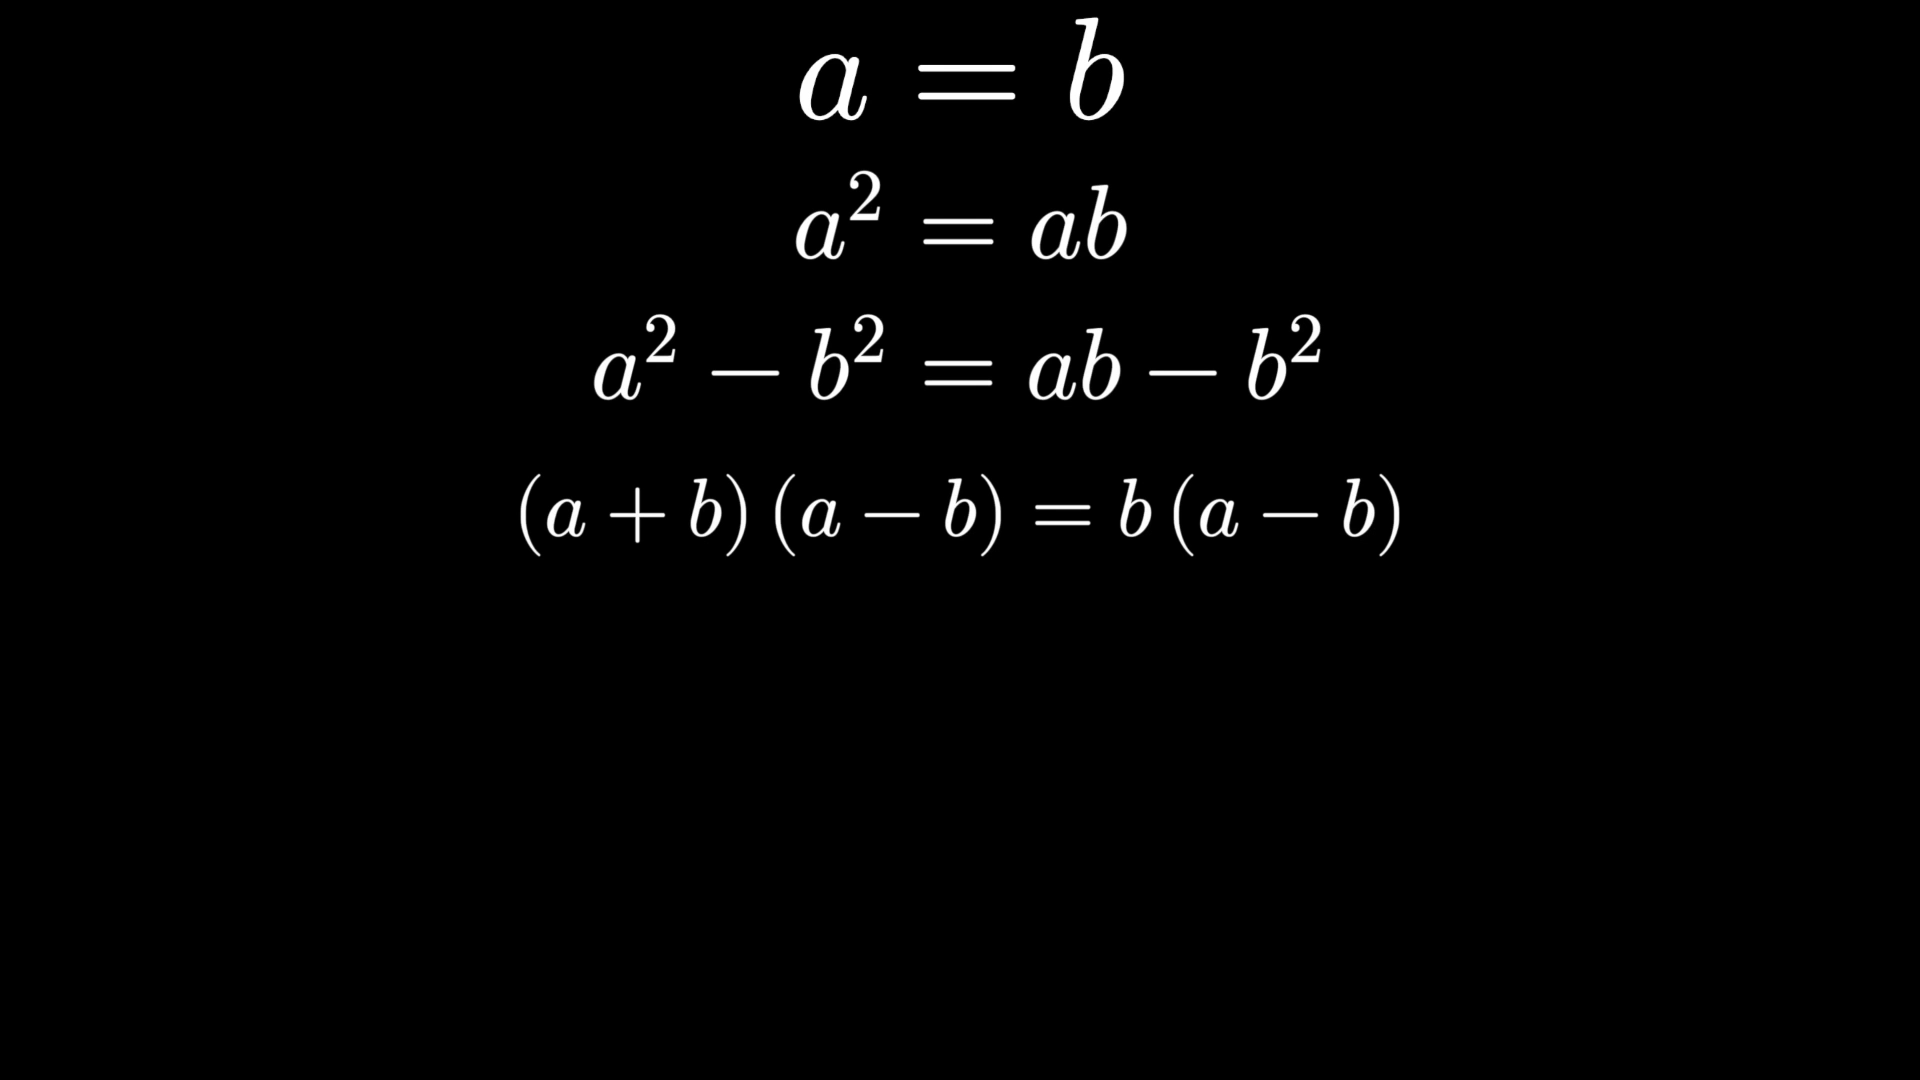 a = b
a² = ab
a² − b² = ab − b²
(a + b) (a − b) = b (a − b)